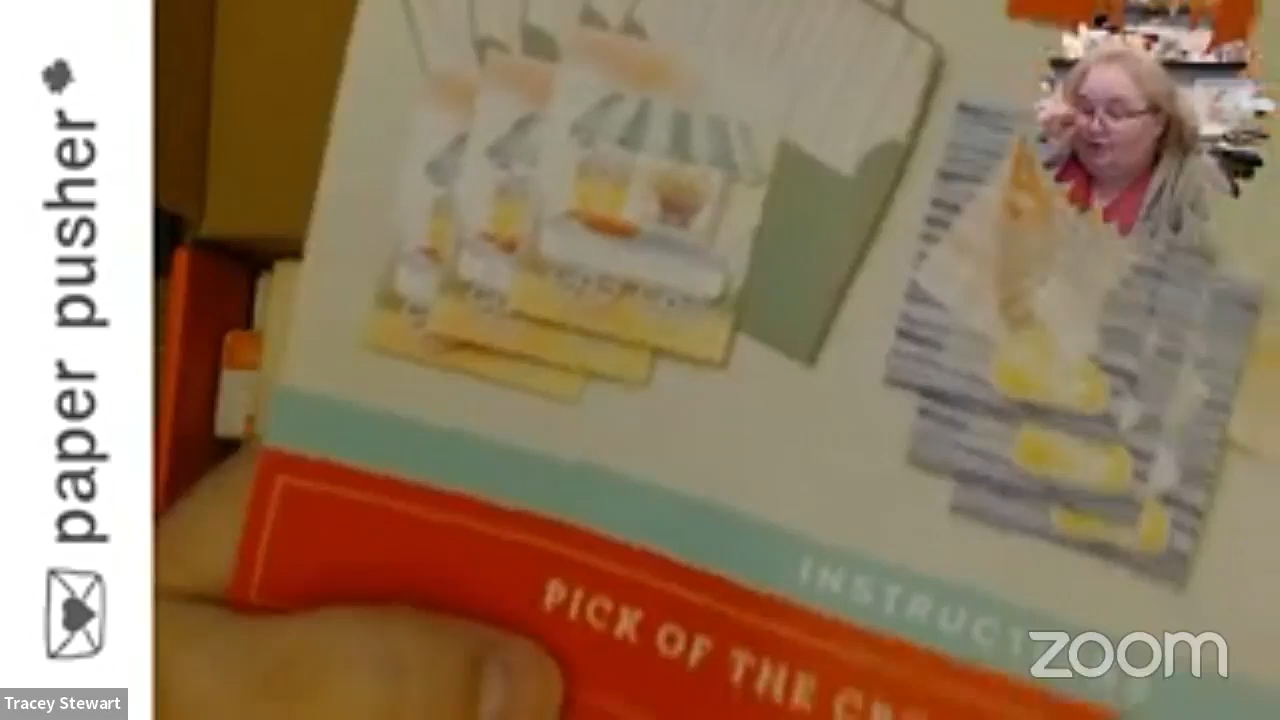 paper pusher
INSTRUCT
PICK OF THE
zoom
Tracey Stewart